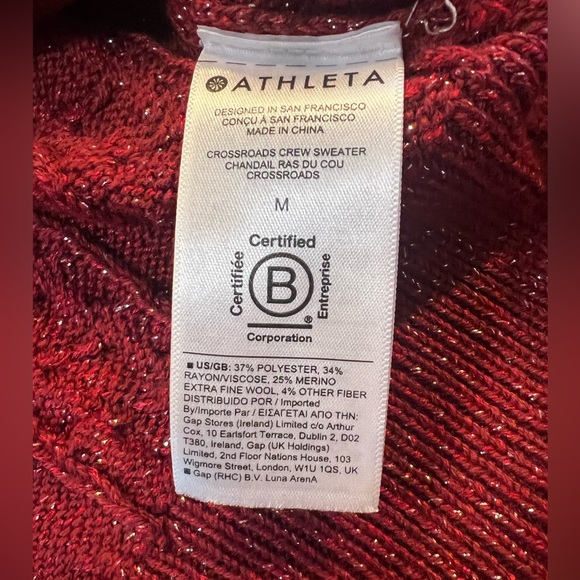 ATHLETA
DESIGNED IN SAN FRANCISCO
CONÇU À SAN FRANCISCO
MADE IN CHINA
CROSSROADS CREW SWEATER
CHANDAIL RAS DU COU
CROSSROADS
M
Certified
Certifiée
B
Entreprise
®
Corporation
■ US/GB: 37% POLYESTER, 34%
RAYON/VISCOSE, 25% MERINO
EXTRA FINE WOOL, 4% OTHER FIBER
DISTRIBUIDO POR / Imported
By/Importe Par / ΕΙΣΑΓΕΤΑΙ ΑΠΟ ΤΗΝ:
Gap Stores (Ireland) Limited c/o Arthur
Cox, 10 Earlsfort Terrace, Dublin 2, D02
T380, Ireland, Gap (UK Holdings)
Limited, 2nd Floor Nations House, 103
Wigmore Street, London, W1U 1QS, UK
■ Gap (RHC) B.V. Luna ArenA